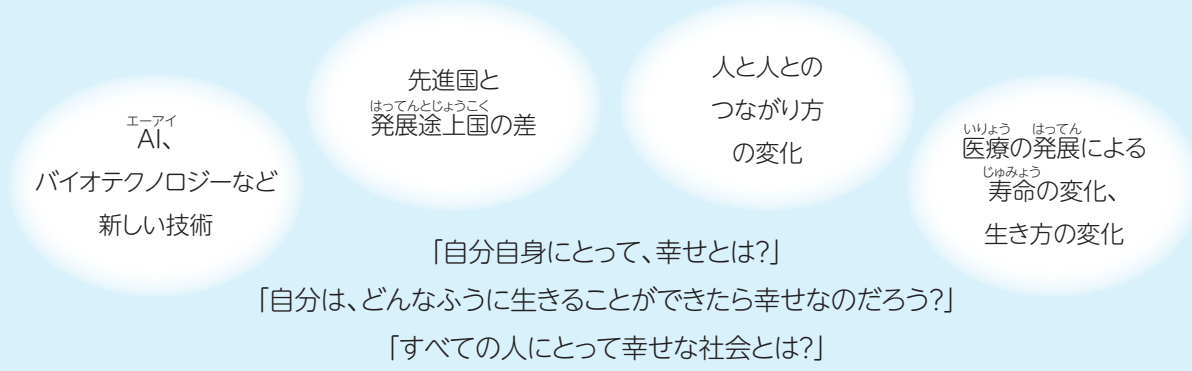 エーアイ
AI、
バイオテクノロジーなど
新しい技術
先進国と
はってんとじょうこく
発展途上国の差
人と人との
つながり方
の変化
いりょう はってん
医療の発展による
じゅみょう
寿命の変化、
生き方の変化
「自分自身にとって、幸せとは?」
「自分は、どんなふうに生きることができたら幸せなのだろう?」
「すべての人にとって幸せな社会とは?」